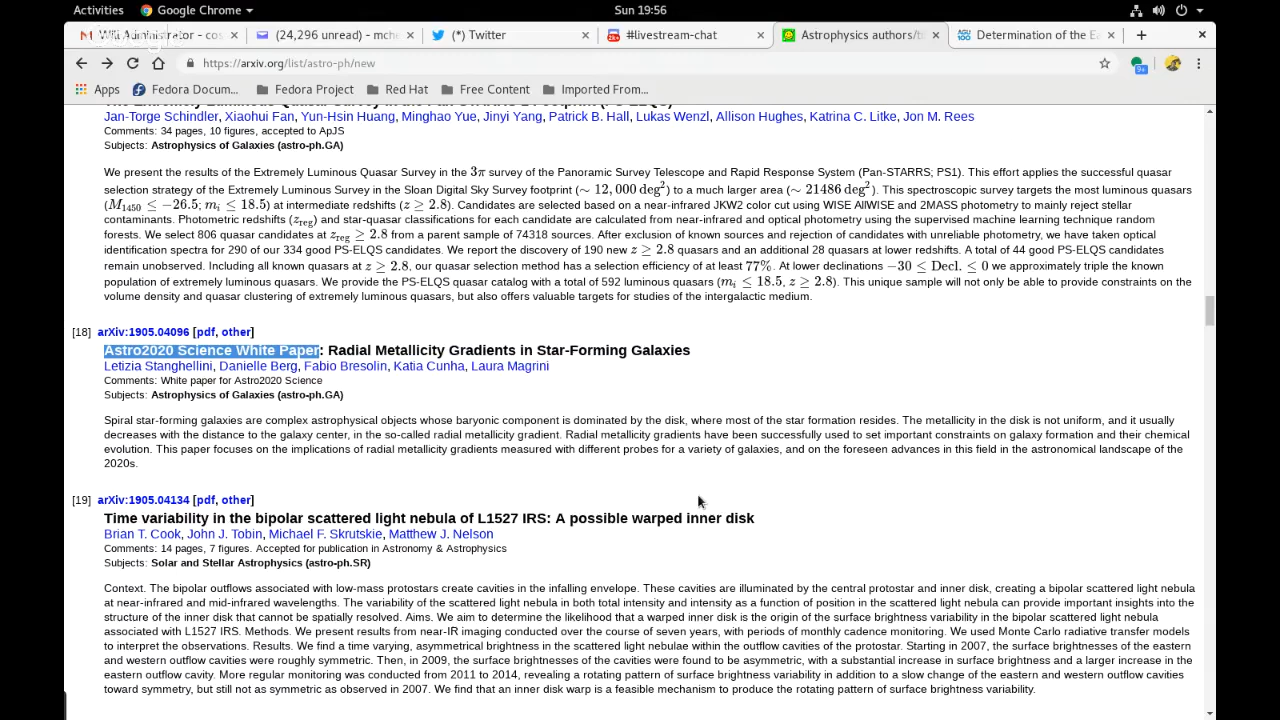 Activities Google Chrome Sun 19:56
(24,296 unread) - mche (*) Twitter #livestream-chat Astrophysics authors/ti Determination of the Ea
https://arxiv.org/list/astro-ph/new
Apps Fedora Docum... Fedora Project Red Hat Free Content Imported From...
Jan-Torge Schindler, Xiaohui Fan, Yun-Hsin Huang, Minghao Yue, Jinyi Yang, Patrick B. Hall, Lukas Wenzl, Allison Hughes, Katrina C. Litke, Jon M. Rees
Comments: 34 pages, 10 figures, accepted to ApJS
Subjects: Astrophysics of Galaxies (astro-ph.GA)
We present the results of the Extremely Luminous Quasar Survey in the 3π survey of the Panoramic Survey Telescope and Rapid Response System (Pan-STARRS; PS1). This effort applies the successful quasar
selection strategy of the Extremely Luminous Survey in the Sloan Digital Sky Survey footprint (∼ 12,000 deg²) to a much larger area (∼ 21486 deg²). This spectroscopic survey targets the most luminous quasars
(M₁₄₅₀ ≤ −26.5; mᵢ ≤ 18.5) at intermediate redshifts (z ≥ 2.8). Candidates are selected based on a near-infrared JKW2 color cut using WISE AllWISE and 2MASS photometry to mainly reject stellar
contaminants. Photometric redshifts (z_reg) and star-quasar classifications for each candidate are calculated from near-infrared and optical photometry using the supervised machine learning technique random
forests. We select 806 quasar candidates at z_reg ≥ 2.8 from a parent sample of 74318 sources. After exclusion of known sources and rejection of candidates with unreliable photometry, we have taken optical
identification spectra for 290 of our 334 good PS-ELQS candidates. We report the discovery of 190 new z ≥ 2.8 quasars and an additional 28 quasars at lower redshifts. A total of 44 good PS-ELQS candidates
remain unobserved. Including all known quasars at z ≥ 2.8, our quasar selection method has a selection efficiency of at least 77%. At lower declinations −30 ≤ Decl. ≤ 0 we approximately triple the known
population of extremely luminous quasars. We provide the PS-ELQS quasar catalog with a total of 592 luminous quasars (mᵢ ≤ 18.5, z ≥ 2.8). This unique sample will not only be able to provide constraints on the
volume density and quasar clustering of extremely luminous quasars, but also offers valuable targets for studies of the intergalactic medium.
[18] arXiv:1905.04096 [pdf, other]
Astro2020 Science White Paper: Radial Metallicity Gradients in Star-Forming Galaxies
Letizia Stanghellini, Danielle Berg, Fabio Bresolin, Katia Cunha, Laura Magrini
Comments: White paper for Astro2020 Science
Subjects: Astrophysics of Galaxies (astro-ph.GA)
Spiral star-forming galaxies are complex astrophysical objects whose baryonic component is dominated by the disk, where most of the star formation resides. The metallicity in the disk is not uniform, and it usually
decreases with the distance to the galaxy center, in the so-called radial metallicity gradient. Radial metallicity gradients have been successfully used to set important constraints on galaxy formation and their chemical
evolution. This paper focuses on the implications of radial metallicity gradients measured with different probes for a variety of galaxies, and on the foreseen advances in this field in the astronomical landscape of the
2020s.
[19] arXiv:1905.04134 [pdf, other]
Time variability in the bipolar scattered light nebula of L1527 IRS: A possible warped inner disk
Brian T. Cook, John J. Tobin, Michael F. Skrutskie, Matthew J. Nelson
Comments: 14 pages, 7 figures. Accepted for publication in Astronomy & Astrophysics
Subjects: Solar and Stellar Astrophysics (astro-ph.SR)
Context. The bipolar outflows associated with low-mass protostars create cavities in the infalling envelope. These cavities are illuminated by the central protostar and inner disk, creating a bipolar scattered light nebula
at near-infrared and mid-infrared wavelengths. The variability of the scattered light nebula in both total intensity and intensity as a function of position in the scattered light nebula can provide important insights into the
structure of the inner disk that cannot be spatially resolved. Aims. We aim to determine the likelihood that a warped inner disk is the origin of the surface brightness variability in the bipolar scattered light nebula
associated with L1527 IRS. Methods. We present results from near-IR imaging conducted over the course of seven years, with periods of monthly cadence monitoring. We used Monte Carlo radiative transfer models
to interpret the observations. Results. We find a time varying, asymmetrical brightness in the scattered light nebulae within the outflow cavities of the protostar. Starting in 2007, the surface brightnesses of the eastern
and western outflow cavities were roughly symmetric. Then, in 2009, the surface brightnesses of the cavities were found to be asymmetric, with a substantial increase in surface brightness and a larger increase in the
eastern outflow cavity. More regular monitoring was conducted from 2011 to 2014, revealing a rotating pattern of surface brightness variability in addition to a slow change of the eastern and western outflow cavities
toward symmetry, but still not as symmetric as observed in 2007. We find that an inner disk warp is a feasible mechanism to produce the rotating pattern of surface brightness variability.